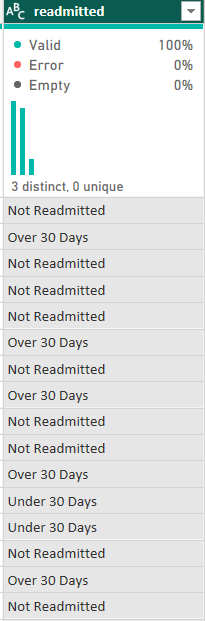 ABC readmitted
Valid 100%
Error 0%
Empty 0%
3 distinct, 0 unique
Not Readmitted
Over 30 Days
Not Readmitted
Not Readmitted
Not Readmitted
Over 30 Days
Not Readmitted
Over 30 Days
Not Readmitted
Not Readmitted
Over 30 Days
Under 30 Days
Under 30 Days
Not Readmitted
Over 30 Days
Not Readmitted